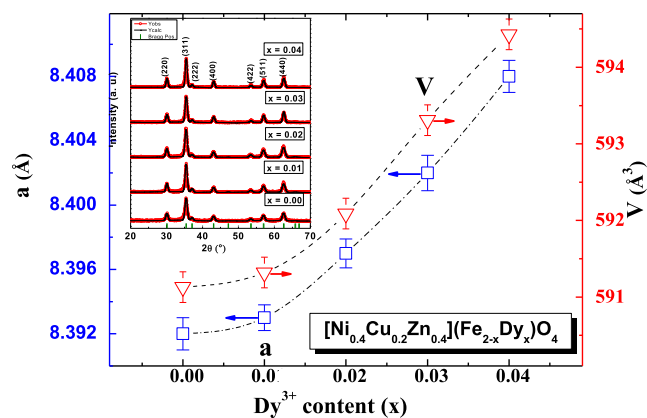 Yobs
Ycalc
Bragg Pos
Intensity (a. u)
(220)
(311)
(222)
(400)
(422)
(511)
(440)
x = 0.04
x = 0.03
x = 0.02
x = 0.01
x = 0.00
20 30 40 50 60 70
2θ (°)
8.408
8.404
8.400
8.396
8.392
a (Å)
594
593
592
591
V (Å³)
V
a
[Ni₀.₄Cu₀.₂Zn₀.₄](Fe₂₋ₓDyₓ)O₄
0.00 0.01 0.02 0.03 0.04
Dy³⁺ content (x)